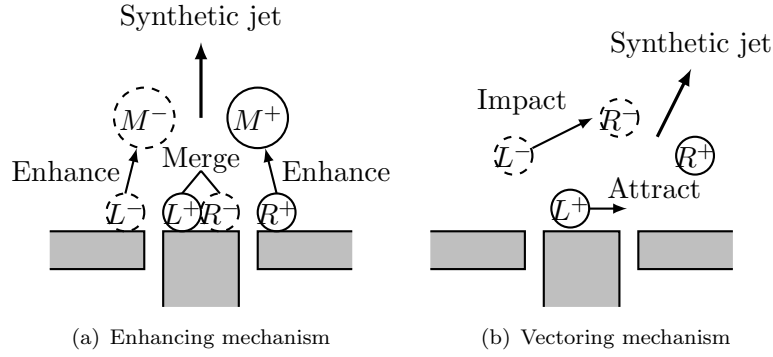 Synthetic jet
M⁻ M⁺
Merge
Enhance Enhance
L⁻ L⁺ R⁻ R⁺
(a) Enhancing mechanism
Synthetic jet
Impact
R⁻
L⁻ R⁺
Attract
L⁺
(b) Vectoring mechanism